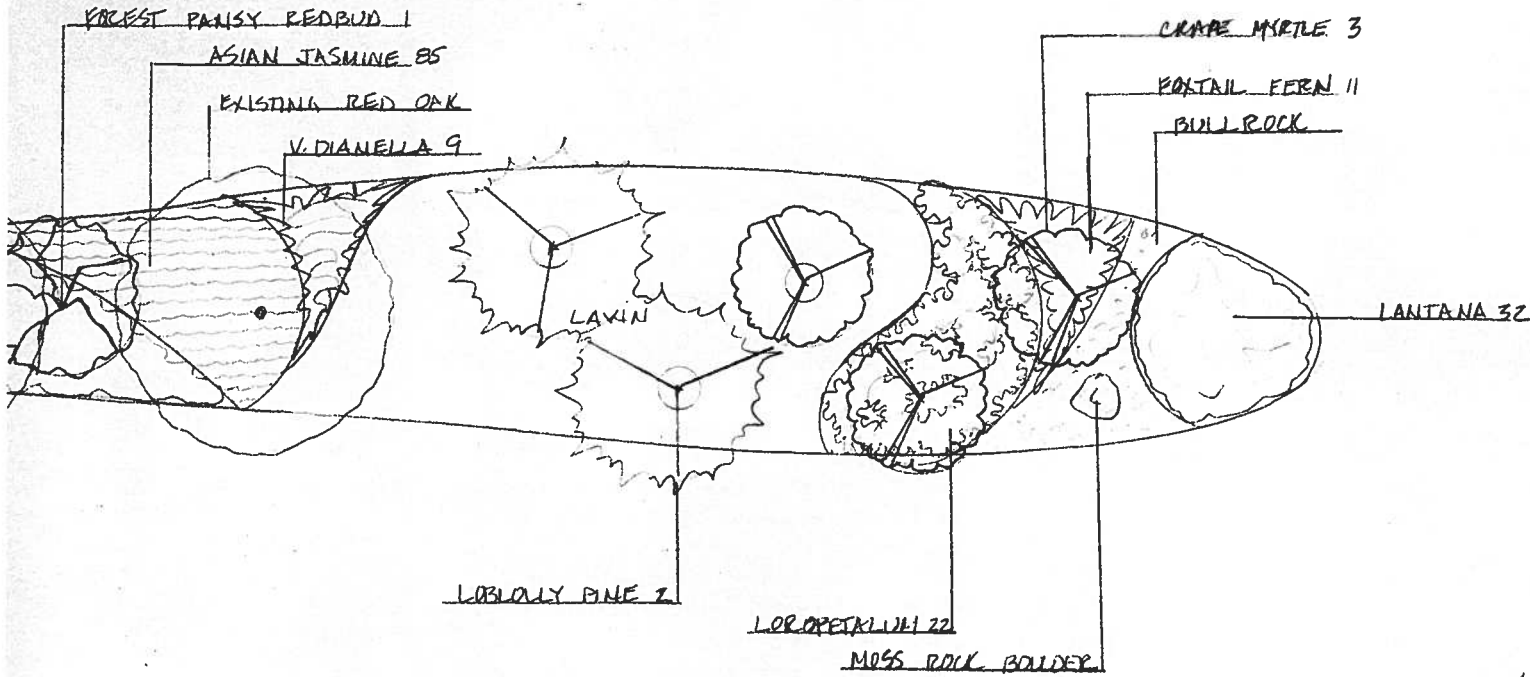 FOREST PANSY REDBUD 1
ASIAN JASMINE 85
EXISTING RED OAK
V. DIANELLA 9
CRAPE MYRTLE 3
FOXTAIL FERN 11
BULLROCK
LAWN
LANTANA 32
LOBLOLLY PINE 2
LOROPETALUM 22
MOSS ROCK BOULDER